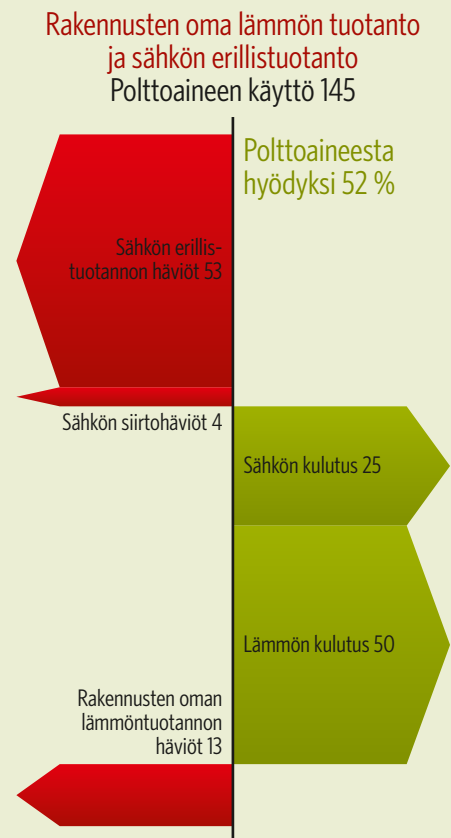 Rakennusten oma lämmön tuotanto
ja sähkön erillistuotanto
Polttoaineen käyttö 145
Polttoaineesta
hyödyksi 52 %
Sähkön erillis-
tuotannon häviöt 53
Sähkön siirtohäviöt 4
Sähkön kulutus 25
Lämmön kulutus 50
Rakennusten oman
lämmöntuotannon
häviöt 13